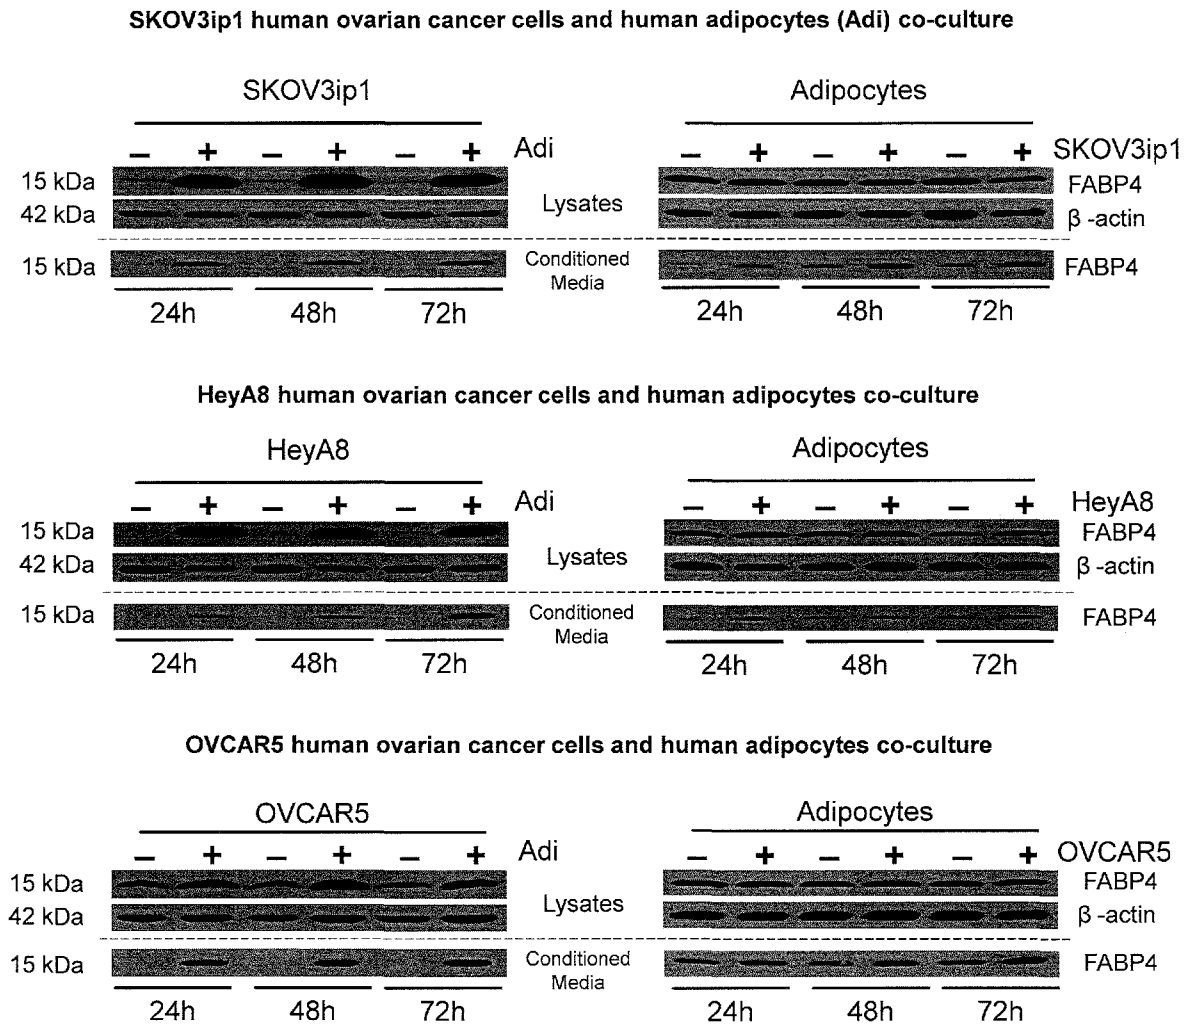 SKOV3ip1 human ovarian cancer cells and human adipocytes (Adi) co-culture
SKOV3ip1 Adipocytes
– + – + – + Adi – + – + – + SKOV3ip1
15 kDa FABP4
Lysates
42 kDa β -actin
15 kDa Conditioned Media FABP4
24h 48h 72h 24h 48h 72h
HeyA8 human ovarian cancer cells and human adipocytes co-culture
HeyA8 Adipocytes
– + – + – + Adi – + – + – + HeyA8
15 kDa FABP4
Lysates
42 kDa β -actin
15 kDa Conditioned Media FABP4
24h 48h 72h 24h 48h 72h
OVCAR5 human ovarian cancer cells and human adipocytes co-culture
OVCAR5 Adipocytes
– + – + – + Adi – + – + – + OVCAR5
15 kDa FABP4
Lysates
42 kDa β -actin
15 kDa Conditioned Media FABP4
24h 48h 72h 24h 48h 72h